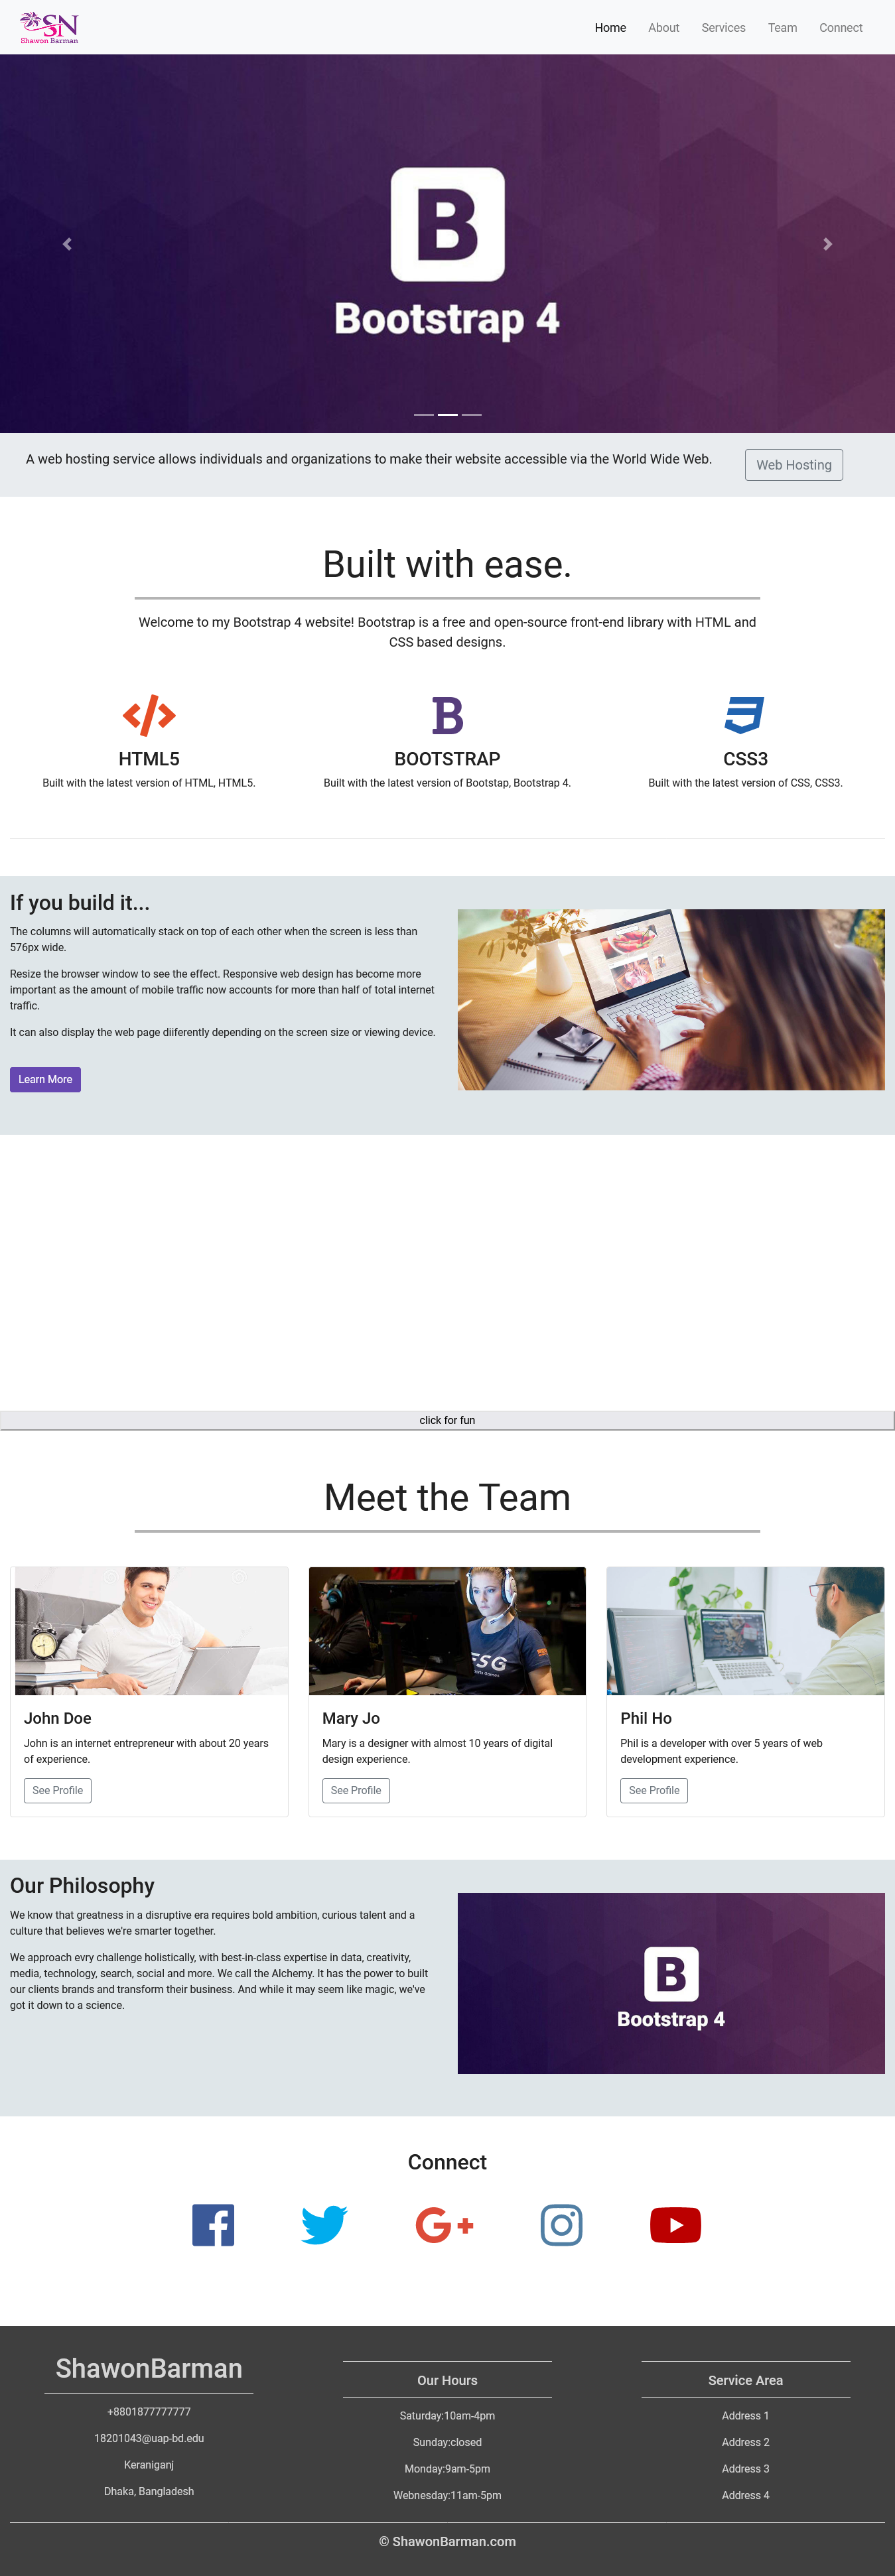 SN
Shawon Barman
Home About Services Team Connect
B
Bootstrap 4
A web hosting service allows individuals and organizations to make their website accessible via the World Wide Web.
Web Hosting
Built with ease.
Welcome to my Bootstrap 4 website! Bootstrap is a free and open-source front-end library with HTML and
CSS based designs.
B
HTML5
Built with the latest version of HTML, HTML5.
BOOTSTRAP
Built with the latest version of Bootstap, Bootstrap 4.
CSS3
Built with the latest version of CSS, CSS3.
If you build it...
The columns will automatically stack on top of each other when the screen is less than
576px wide.
Resize the browser window to see the effect. Responsive web design has become more
important as the amount of mobile traffic now accounts for more than half of total internet
traffic.
It can also display the web page diiferently depending on the screen size or viewing device.
Learn More
click for fun
Meet the Team
John Doe
John is an internet entrepreneur with about 20 years
of experience.
See Profile
ESG
Mary Jo
Mary is a designer with almost 10 years of digital
design experience.
See Profile
Phil Ho
Phil is a developer with over 5 years of web
development experience.
See Profile
Our Philosophy
We know that greatness in a disruptive era requires bold ambition, curious talent and a
culture that believes we're smarter together.
We approach evry challenge holistically, with best-in-class expertise in data, creativity,
media, technology, search, social and more. We call the Alchemy. It has the power to built
our clients brands and transform their business. And while it may seem like magic, we've
got it down to a science.
B
Bootstrap 4
Connect
ShawonBarman
+8801877777777
18201043@uap-bd.edu
Keraniganj
Dhaka, Bangladesh
Our Hours
Saturday:10am-4pm
Sunday:closed
Monday:9am-5pm
Webnesday:11am-5pm
Service Area
Address 1
Address 2
Address 3
Address 4
© ShawonBarman.com